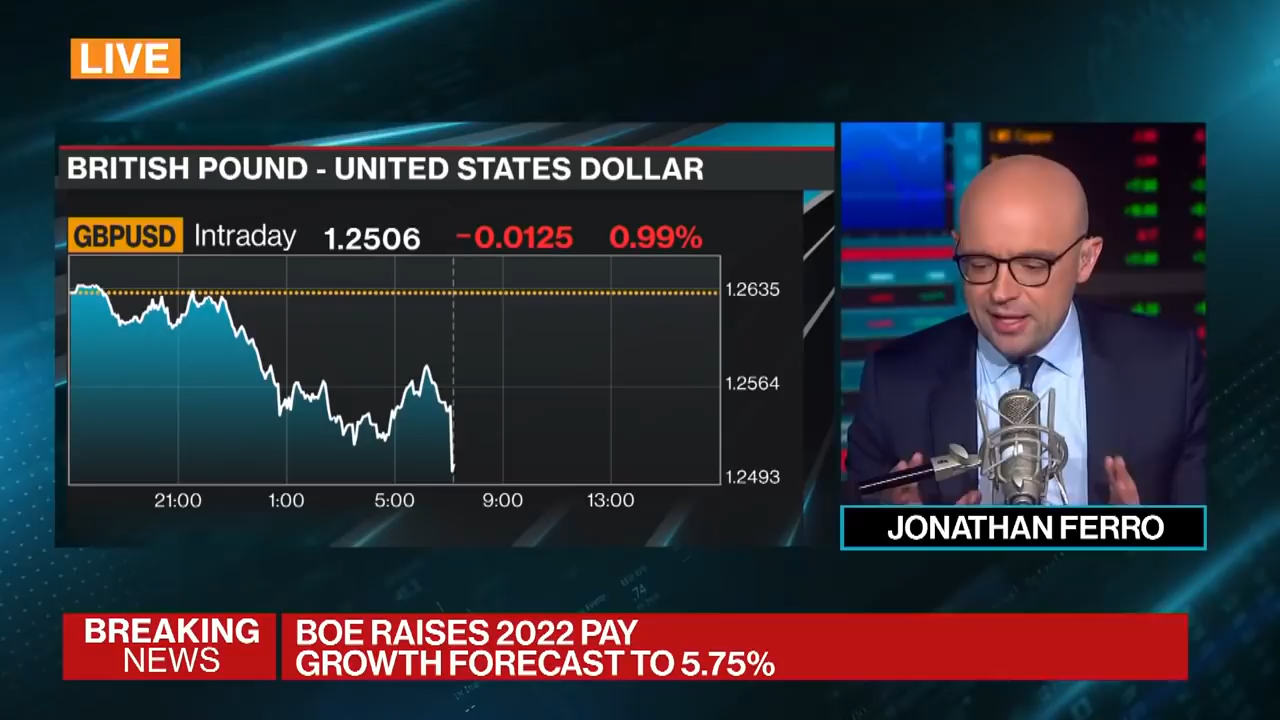 LIVE
BRITISH POUND - UNITED STATES DOLLAR
GBPUSD Intraday 1.2506 -0.0125 0.99%
1.2635
1.2564
1.2493
21:00 1:00 5:00 9:00 13:00
JONATHAN FERRO
BREAKING
NEWS
BOE RAISES 2022 PAY
GROWTH FORECAST TO 5.75%